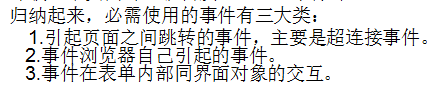 归纳起来，必需使用的事件有三大类：
1.引起页面之间跳转的事件，主要是超连接事件。
2.事件浏览器自己引起的事件。
3.事件在表单内部同界面对象的交互。